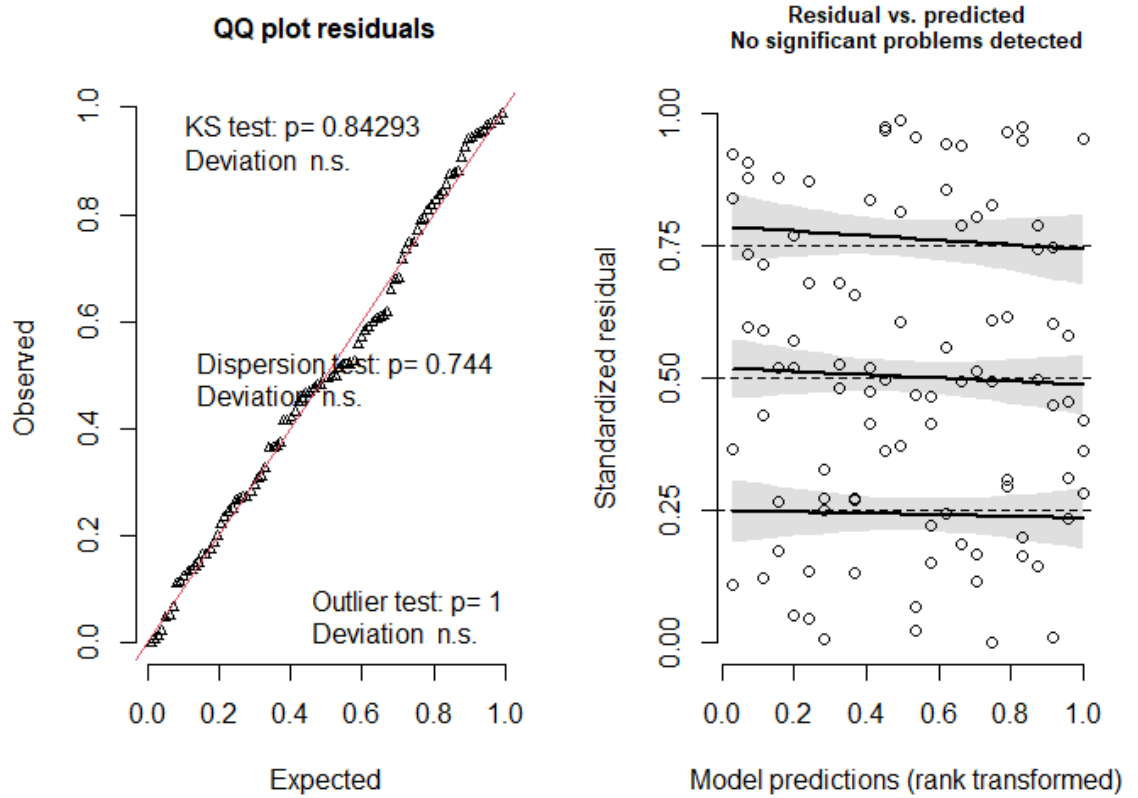 QQ plot residuals
KS test: p= 0.84293
Deviation n.s.
Dispersion test: p= 0.744
Deviation n.s.
Outlier test: p= 1
Deviation n.s.
Observed
0.0 0.2 0.4 0.6 0.8 1.0
0.0 0.2 0.4 0.6 0.8 1.0
Expected
Residual vs. predicted
No significant problems detected
Standardized residual
0.00 0.25 0.50 0.75 1.00
0.0 0.2 0.4 0.6 0.8 1.0
Model predictions (rank transformed)